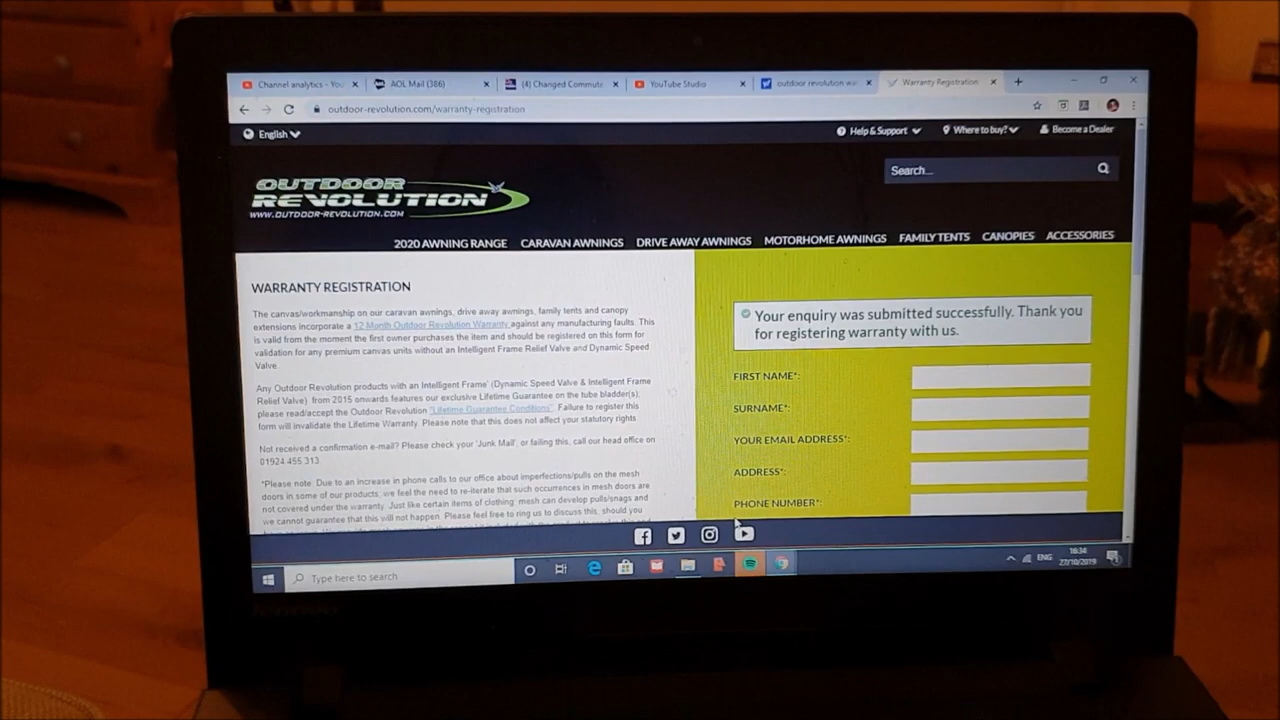 Channel analytics - You
AOL Mail (386)
(4) Changed Commute
YouTube Studio
outdoor revolution wa
Warranty Registration
outdoor-revolution.com/warranty-registration
English
Help & Support
Where to buy?
Become a Dealer
OUTDOOR
REVOLUTION
WWW.OUTDOOR-REVOLUTION.COM
Search...
2020 AWNING RANGE CARAVAN AWNINGS DRIVE AWAY AWNINGS MOTORHOME AWNINGS FAMILY TENTS CANOPIES ACCESSORIES
WARRANTY REGISTRATION
The canvas/workmanship on our caravan awnings, drive away awnings, family tents and canopy
extensions incorporate a 12 Month Outdoor Revolution Warranty against any manufacturing faults. This
is valid from the moment the first owner purchases the item and should be registered on this form for
validation for any premium canvas units without an Intelligent Frame Relief Valve and Dynamic Speed
Valve.
Any Outdoor Revolution products with an Intelligent Frame' (Dynamic Speed Valve & Intelligent Frame
Relief Valve) from 2015 onwards features our exclusive Lifetime Guarantee on the tube bladder(s);
please read/accept the Outdoor Revolution "Lifetime Guarantee Conditions". Failure to register this
form will invalidate the Lifetime Warranty. Please note that this does not affect your statutory rights
Not received a confirmation e-mail? Please check your 'Junk Mail' or failing this, call our head office on
01924 455 313.
*Please note. Due to an increase in phone calls to our office about imperfections/pulls on the mesh
doors in some of our products, we feel the need to re-iterate that such occurrences in mesh doors are
not covered under the warranty. Just like certain items of clothing' mesh can develop pulls/snags and
we cannot guarantee that this will not happen. Please feel free to ring us to discuss this, should you
Your enquiry was submitted successfully. Thank you
for registering warranty with us.
FIRST NAME*:
SURNAME*:
YOUR EMAIL ADDRESS*:
ADDRESS*:
PHONE NUMBER*:
Type here to search
ENG
16:34
27/10/2019
lenovo